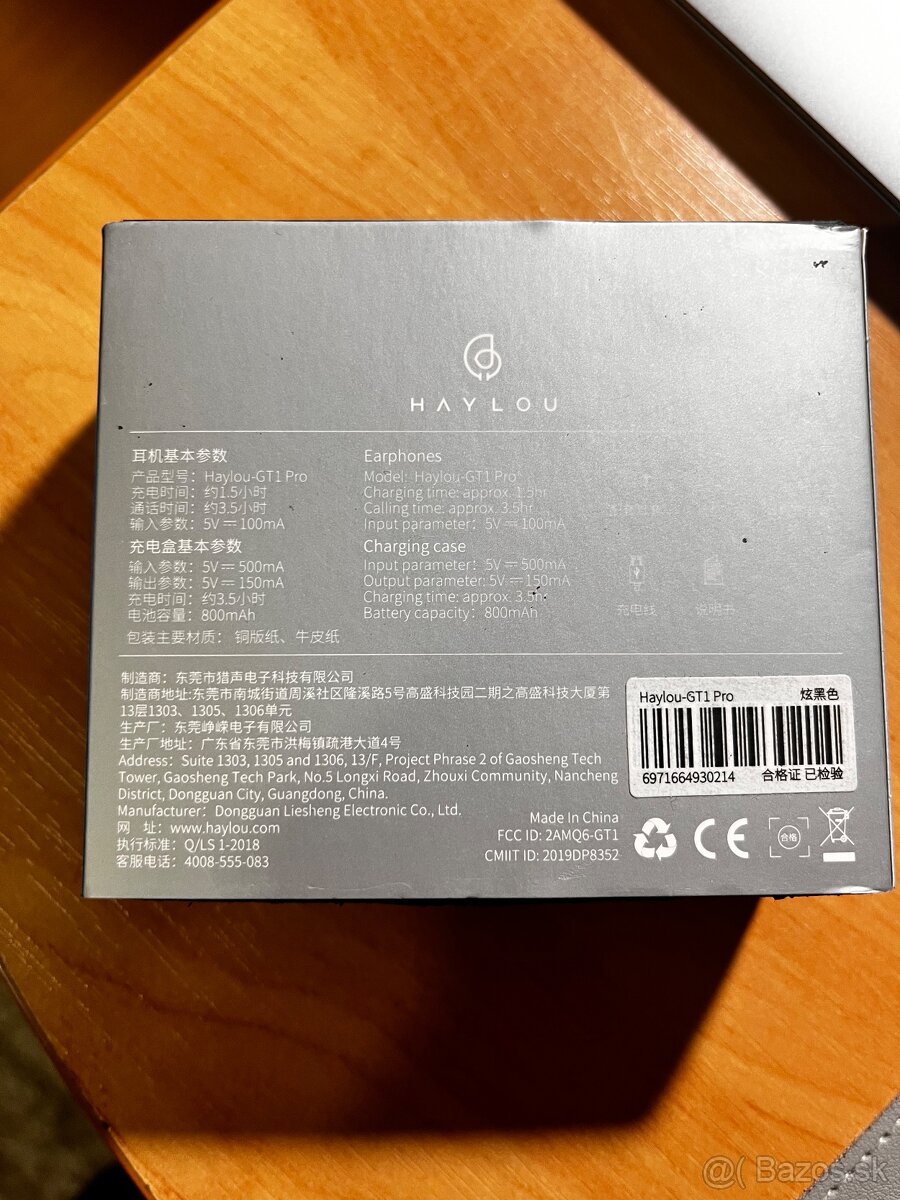 HAYLOU
耳机基本参数
产品型号：Haylou-GT1 Pro
充电时间：约1.5小时
通话时间：约3.5小时
输入参数：5V⎓100mA
Earphones
Model: Haylou-GT1 Pro
Charging time: approx. 1.5hr
Calling time: approx. 3.5hr
Input parameter: 5V⎓100mA
充电盒基本参数
输入参数：5V⎓500mA
输出参数：5V⎓150mA
充电时间：约3.5小时
电池容量：800mAh
Charging case
Input parameter: 5V⎓500mA
Output parameter: 5V⎓150mA
Charging time: approx. 3.5hr
Battery capacity: 800mAh
充电线
说明书
包装主要材质：铜版纸、牛皮纸
制造商：东莞市猎声电子科技有限公司
制造商地址:东莞市南城街道周溪社区隆溪路5号高盛科技园二期之高盛科技大厦第
13层1303、1305、1306单元
生产厂：东莞峥嵘电子有限公司
生产厂地址：广东省东莞市洪梅镇疏港大道4号
Address: Suite 1303, 1305 and 1306, 13/F, Project Phrase 2 of Gaosheng Tech
Tower, Gaosheng Tech Park, No.5 Longxi Road, Zhouxi Community, Nancheng
District, Dongguan City, Guangdong, China.
Manufacturer: Dongguan Liesheng Electronic Co., Ltd.
网 址：www.haylou.com
执行标准：Q/LS 1-2018
客服电话：4008-555-083
Made In China
FCC ID: 2AMQ6-GT1
CMIIT ID: 2019DP8352
Haylou-GT1 Pro 炫黑色
6971664930214 合格证 已检验
CE
合格
@( Bazos.sk